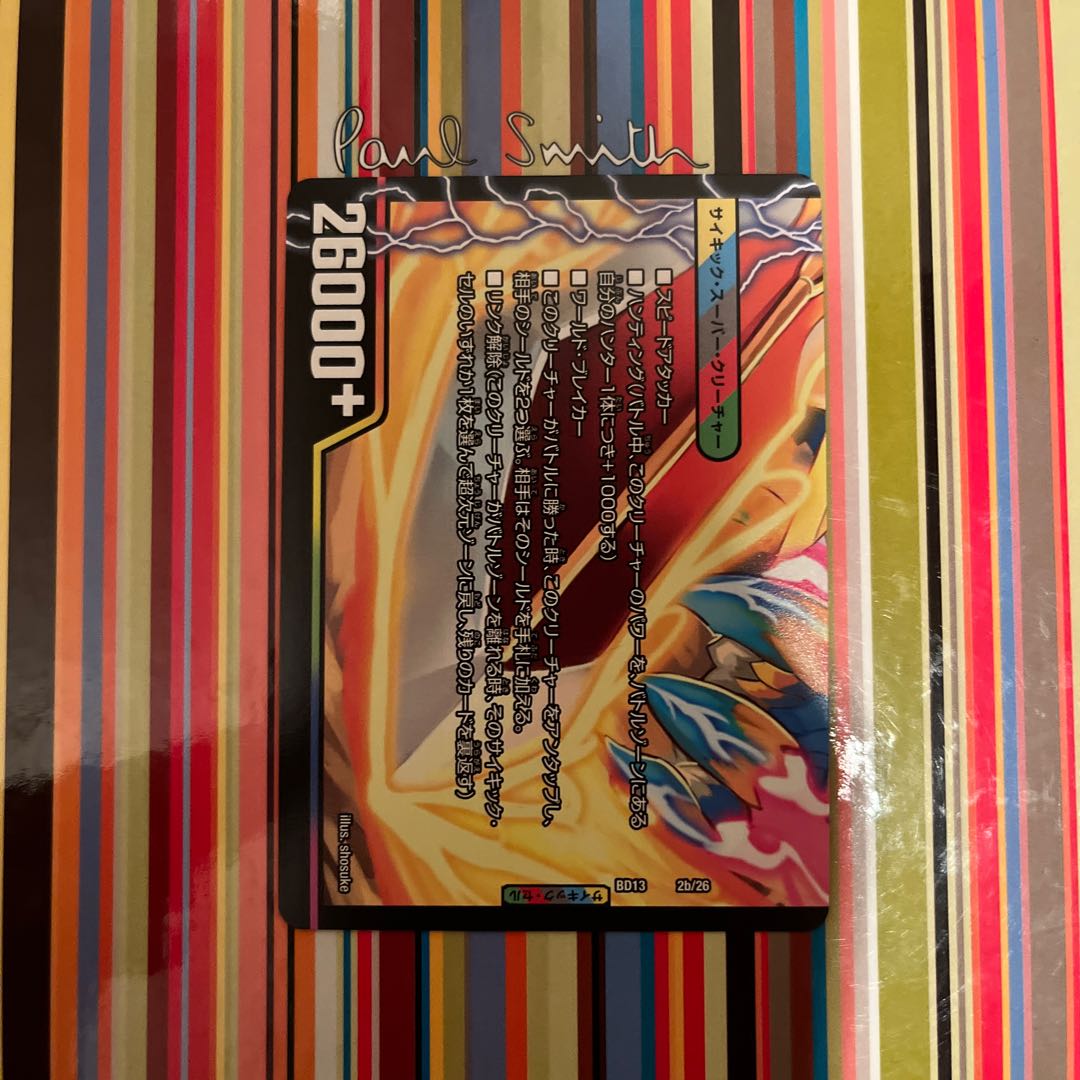 Paul Smith
サイキック・スーパー・クリーチャー
■スピードアタッカー
■ハンティング(バトル中、このクリーチャーのパワーを、バトルゾーンにある
自分のハンター1体につき+1000する)
■ワールド・ブレイカー
■このクリーチャーがバトルに勝った時、このクリーチャーをアンタップし、
相手のシールドを2つ選ぶ。相手はそのシールドを手札に加える。
■リンク解除(このクリーチャーがバトルゾーンを離れる時、そのサイキック・
セルのいずれか1枚を選んで超次元ゾーンに戻し、残りのカードを裏返す)
26000+
illus. shosuke
サイキック・セル
BD13 2b/26